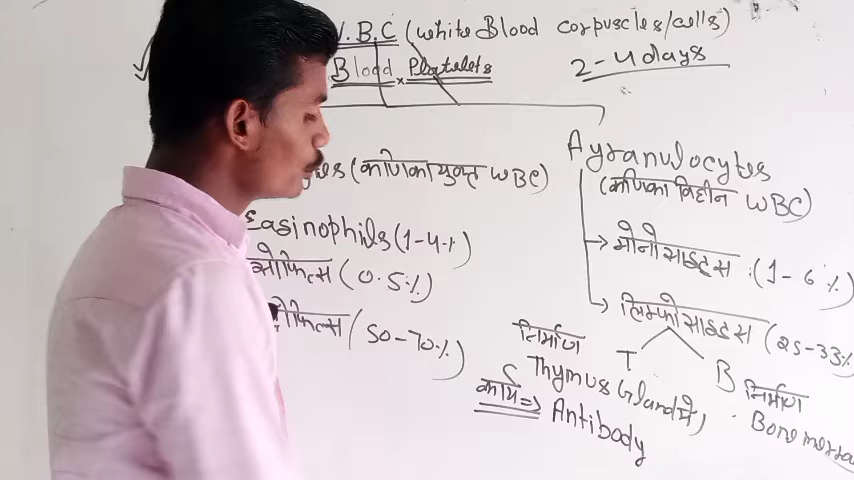 W.B.C (white Blood corpuscles/cells)
Blood Platelets
2-4 days
(कणिकायुक्त WBC)
Agranulocytes
(कणिका विहीन WBC)
Easinophils (1-4%)
सोफिल्स (0.5%)
फिल्स (50-70%)
मोनोसाइट्स (1-6%)
लिम्फोसाइट्स (25-33%
T
B
निर्माण
Thymus Gland में)
कार्य => Antibody
निर्माण
Bone